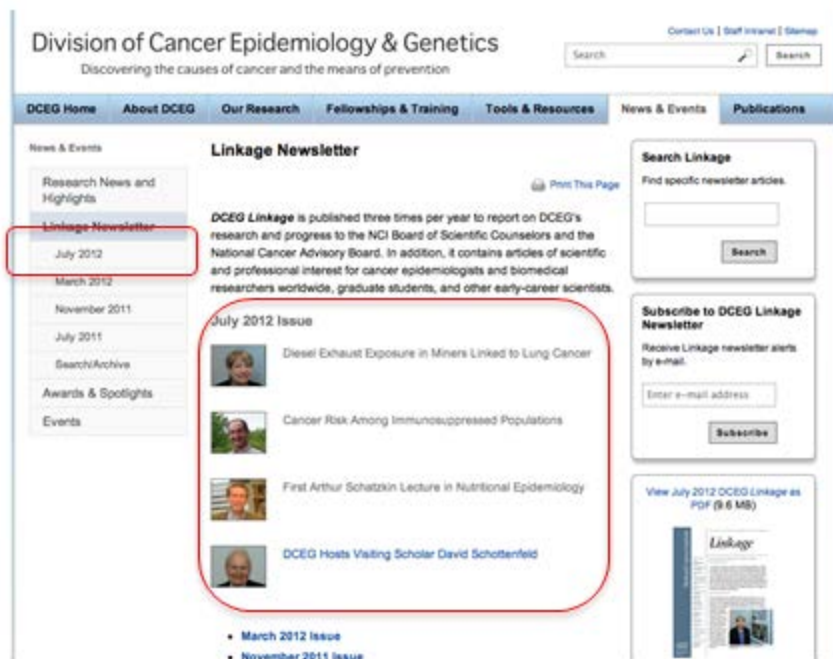 Contact Us | Staff Intranet | Sitemap
Division of Cancer Epidemiology & Genetics
Discovering the causes of cancer and the means of prevention
Search
Search
DCEG Home
About DCEG
Our Research
Fellowships & Training
Tools & Resources
News & Events
Publications
News & Events
Research News and
Highlights
Linkage Newsletter
July 2012
March 2012
November 2011
July 2011
Search/Archive
Awards & Spotlights
Events
Linkage Newsletter
Print This Page
DCEG Linkage is published three times per year to report on DCEG's
research and progress to the NCI Board of Scientific Counselors and the
National Cancer Advisory Board. In addition, it contains articles of scientific
and professional interest for cancer epidemiologists and biomedical
researchers worldwide, graduate students, and other early-career scientists.
July 2012 Issue
Diesel Exhaust Exposure in Miners Linked to Lung Cancer
Cancer Risk Among Immunosuppressed Populations
First Arthur Schatzkin Lecture in Nutritional Epidemiology
DCEG Hosts Visiting Scholar David Schottenfeld
• March 2012 Issue
• November 2011 Issue
Search Linkage
Find specific newsletter articles.
Search
Subscribe to DCEG Linkage
Newsletter
Receive Linkage newsletter alerts
by e-mail.
Enter e-mail address
Subscribe
View July 2012 DCEG Linkage as
PDF (9.6 MB)
Linkage